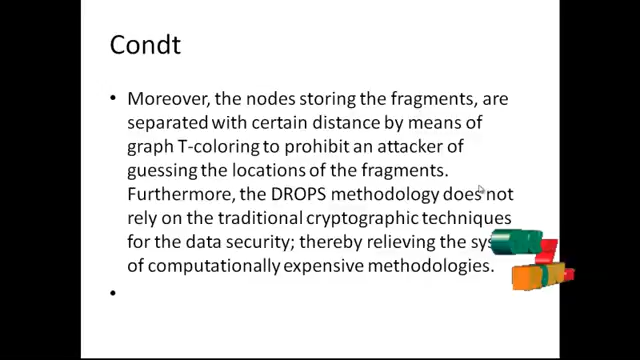 Condt
• Moreover, the nodes storing the fragments, are
separated with certain distance by means of
graph T-coloring to prohibit an attacker of
guessing the locations of the fragments.
Furthermore, the DROPS methodology does not
rely on the traditional cryptographic techniques
for the data security; thereby relieving the
of computationally expensive methodologies.
•